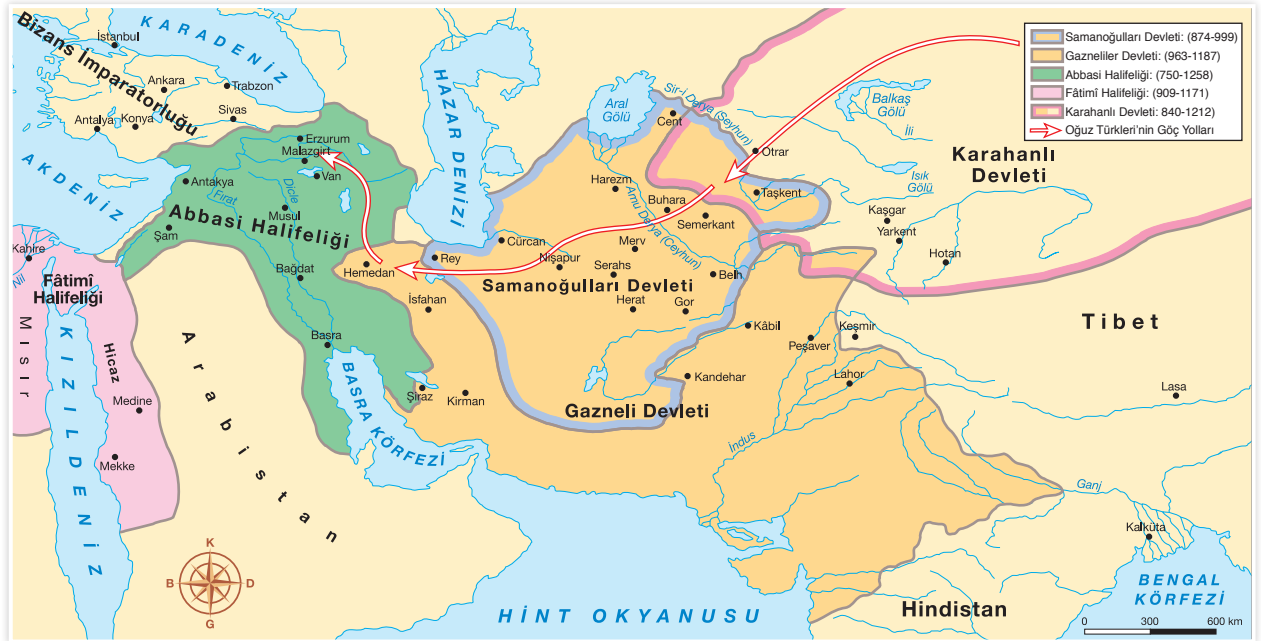 Samanoğulları Devleti: (874-999)
Gazneliler Devleti: (963-1187)
Abbasi Halifeliği: (750-1258)
Fâtımî Halifeliği: (909-1171)
Karahanlı Devleti: 840-1212)
Oğuz Türkleri'nin Göç Yolları
KARADENİZ
Bizans İmparatorluğu
İstanbul
Ankara
Trabzon
Sivas
Antalya
Konya
AKDENİZ
Erzurum
Malazgirt
Van
Antakya
Fırat
Dicle
Musul
Abbasi Halifeliği
Şam
Bağdat
Basra
HAZAR DENİZİ
Aral
Gölü
Sir-i Derya (Seyhun)
Cent
Otrar
Taşkent
Balkaş
Gölü
İli
Isık
Gölü
Karahanlı
Devleti
Kaşgar
Yarkent
Hotan
Harezm
Buhara
Semerkant
Amu Derya (Ceyhun)
Cürcan
Merv
Rey
Nişapur
Serahs
Belh
Hemedan
Samanoğulları Devleti
İsfahan
Herat
Gor
Kâbil
Keşmir
Peşaver
Lahor
Kandehar
Şiraz
Kirman
Gazneli Devleti
Tibet
Lasa
Kahire
Nil
Fâtımî
Halifeliği
Mısır
KIZILDENİZ
Hicaz
Medine
Mekke
Arabistan
BASRA KÖRFEZİ
İndus
Ganj
Kalküta
K
B
D
G
HİNT OKYANUSU
Hindistan
BENGAL
KÖRFEZİ
0 300 600 km